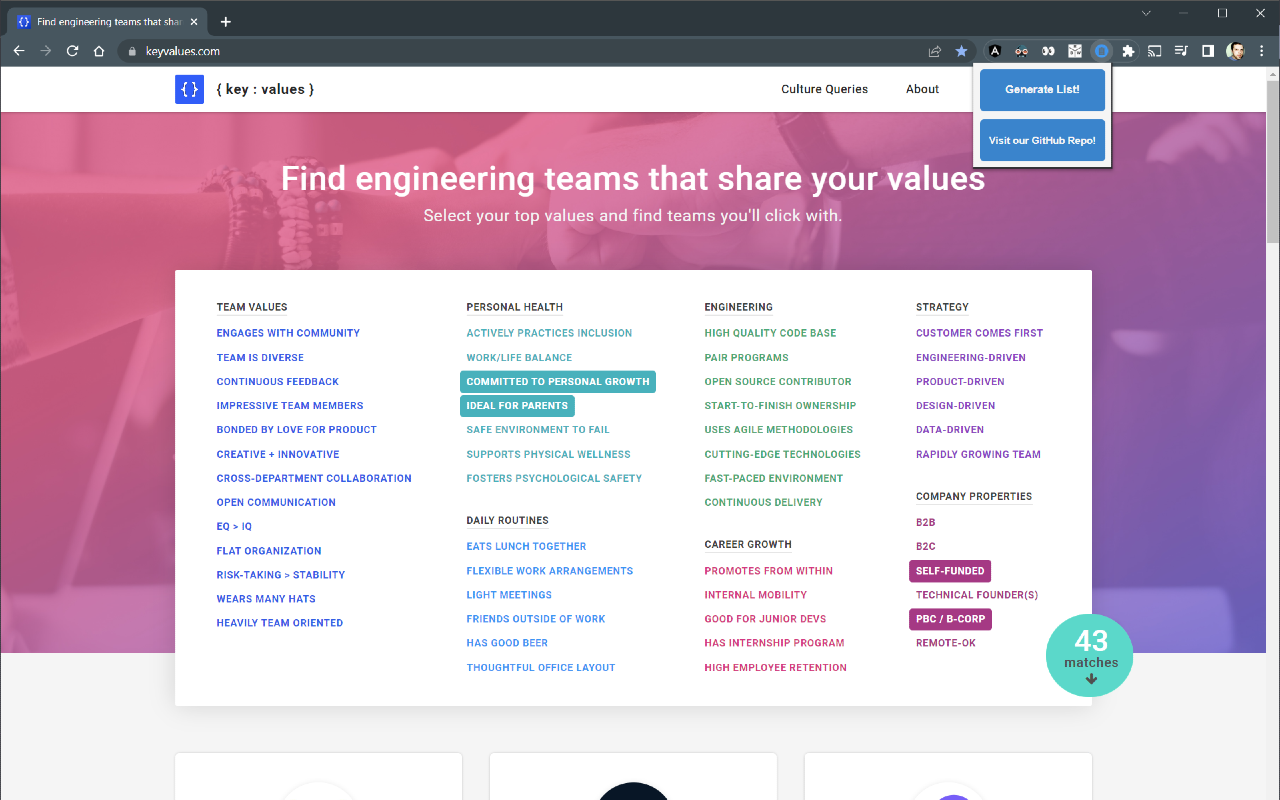 Find engineering teams that shar
keyvalues.com
{ key : values }
Culture Queries
About
Generate List!
Visit our GitHub Repo!
Find engineering teams that share your values
Select your top values and find teams you'll click with.
TEAM VALUES
ENGAGES WITH COMMUNITY
TEAM IS DIVERSE
CONTINUOUS FEEDBACK
IMPRESSIVE TEAM MEMBERS
BONDED BY LOVE FOR PRODUCT
CREATIVE + INNOVATIVE
CROSS-DEPARTMENT COLLABORATION
OPEN COMMUNICATION
EQ > IQ
FLAT ORGANIZATION
RISK-TAKING > STABILITY
WEARS MANY HATS
HEAVILY TEAM ORIENTED
PERSONAL HEALTH
ACTIVELY PRACTICES INCLUSION
WORK/LIFE BALANCE
COMMITTED TO PERSONAL GROWTH
IDEAL FOR PARENTS
SAFE ENVIRONMENT TO FAIL
SUPPORTS PHYSICAL WELLNESS
FOSTERS PSYCHOLOGICAL SAFETY
DAILY ROUTINES
EATS LUNCH TOGETHER
FLEXIBLE WORK ARRANGEMENTS
LIGHT MEETINGS
FRIENDS OUTSIDE OF WORK
HAS GOOD BEER
THOUGHTFUL OFFICE LAYOUT
ENGINEERING
HIGH QUALITY CODE BASE
PAIR PROGRAMS
OPEN SOURCE CONTRIBUTOR
START-TO-FINISH OWNERSHIP
USES AGILE METHODOLOGIES
CUTTING-EDGE TECHNOLOGIES
FAST-PACED ENVIRONMENT
CONTINUOUS DELIVERY
CAREER GROWTH
PROMOTES FROM WITHIN
INTERNAL MOBILITY
GOOD FOR JUNIOR DEVS
HAS INTERNSHIP PROGRAM
HIGH EMPLOYEE RETENTION
STRATEGY
CUSTOMER COMES FIRST
ENGINEERING-DRIVEN
PRODUCT-DRIVEN
DESIGN-DRIVEN
DATA-DRIVEN
RAPIDLY GROWING TEAM
COMPANY PROPERTIES
B2B
B2C
SELF-FUNDED
TECHNICAL FOUNDER(S)
PBC / B-CORP
REMOTE-OK
43
matches